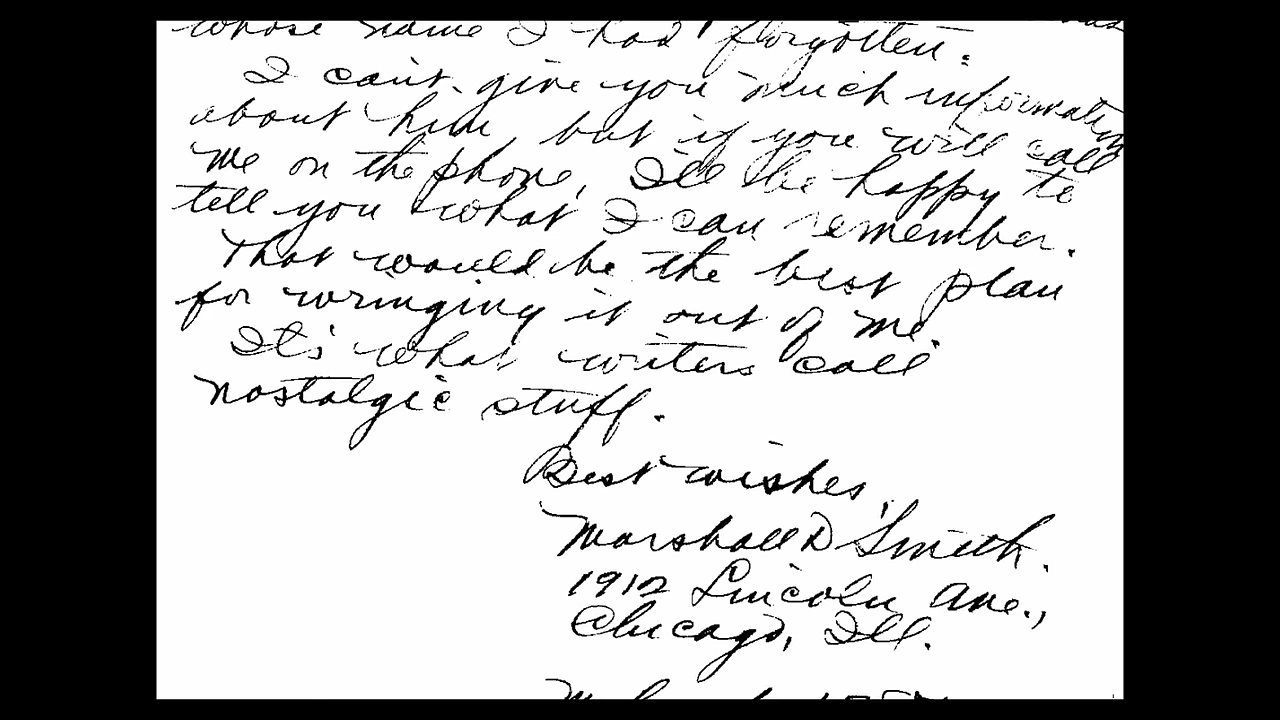 whose name I had forgotten.
I can't give you much information
about him, but if you will call
me on the phone, I'll be happy to
tell you what I can remember.
That would be the best plan
for wringing it out of me.
It's what writers call
nostalgic stuff.
Best wishes,
Marshall D Smith.
1912 Lincoln Ave.,
Chicago, Ill.